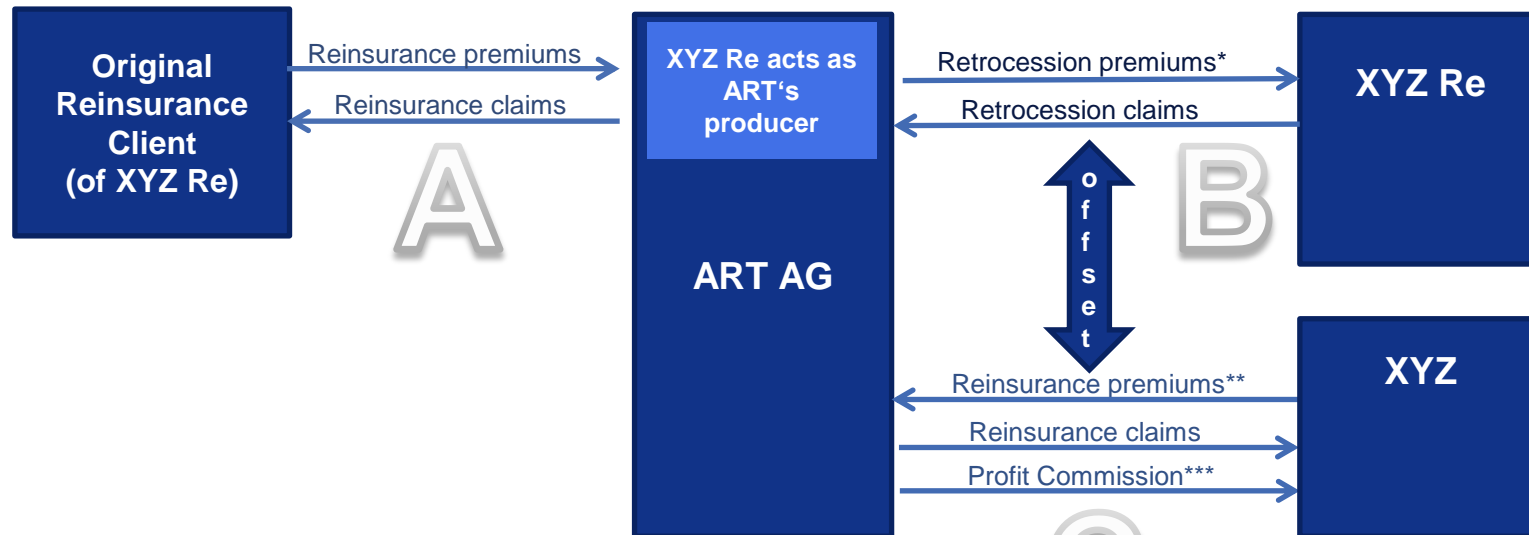 Original
Reinsurance
Client
(of XYZ Re)
Reinsurance premiums
Reinsurance claims
A
XYZ Re acts as
ART‘s
producer
ART AG
Retrocession premiums*
Retrocession claims
B
XYZ Re
o
f
f
s
e
t
Reinsurance premiums**
Reinsurance claims
Profit Commission***
XYZ